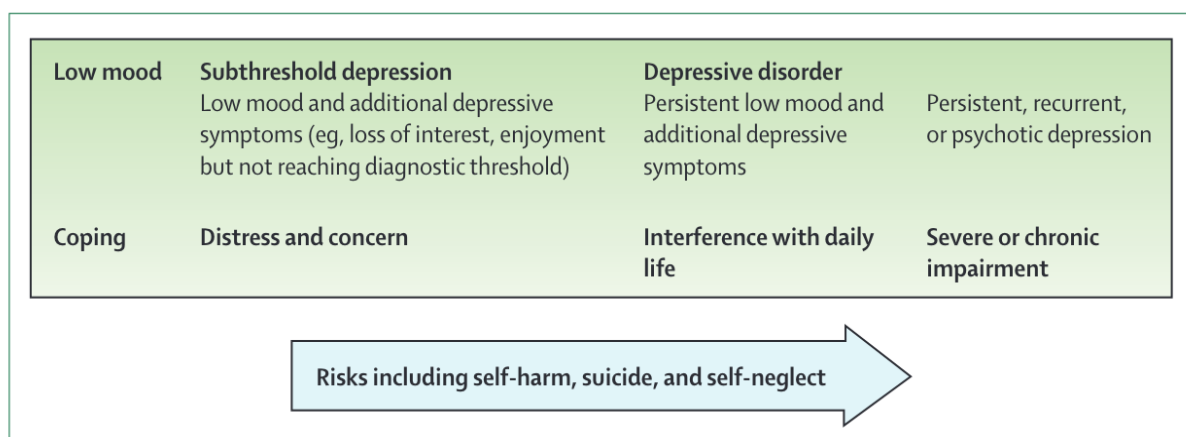 Low mood
Subthreshold depression
Low mood and additional depressive
symptoms (eg, loss of interest, enjoyment
but not reaching diagnostic threshold)
Depressive disorder
Persistent low mood and
additional depressive
symptoms
Persistent, recurrent,
or psychotic depression
Coping
Distress and concern
Interference with daily
life
Severe or chronic
impairment
Risks including self-harm, suicide, and self-neglect